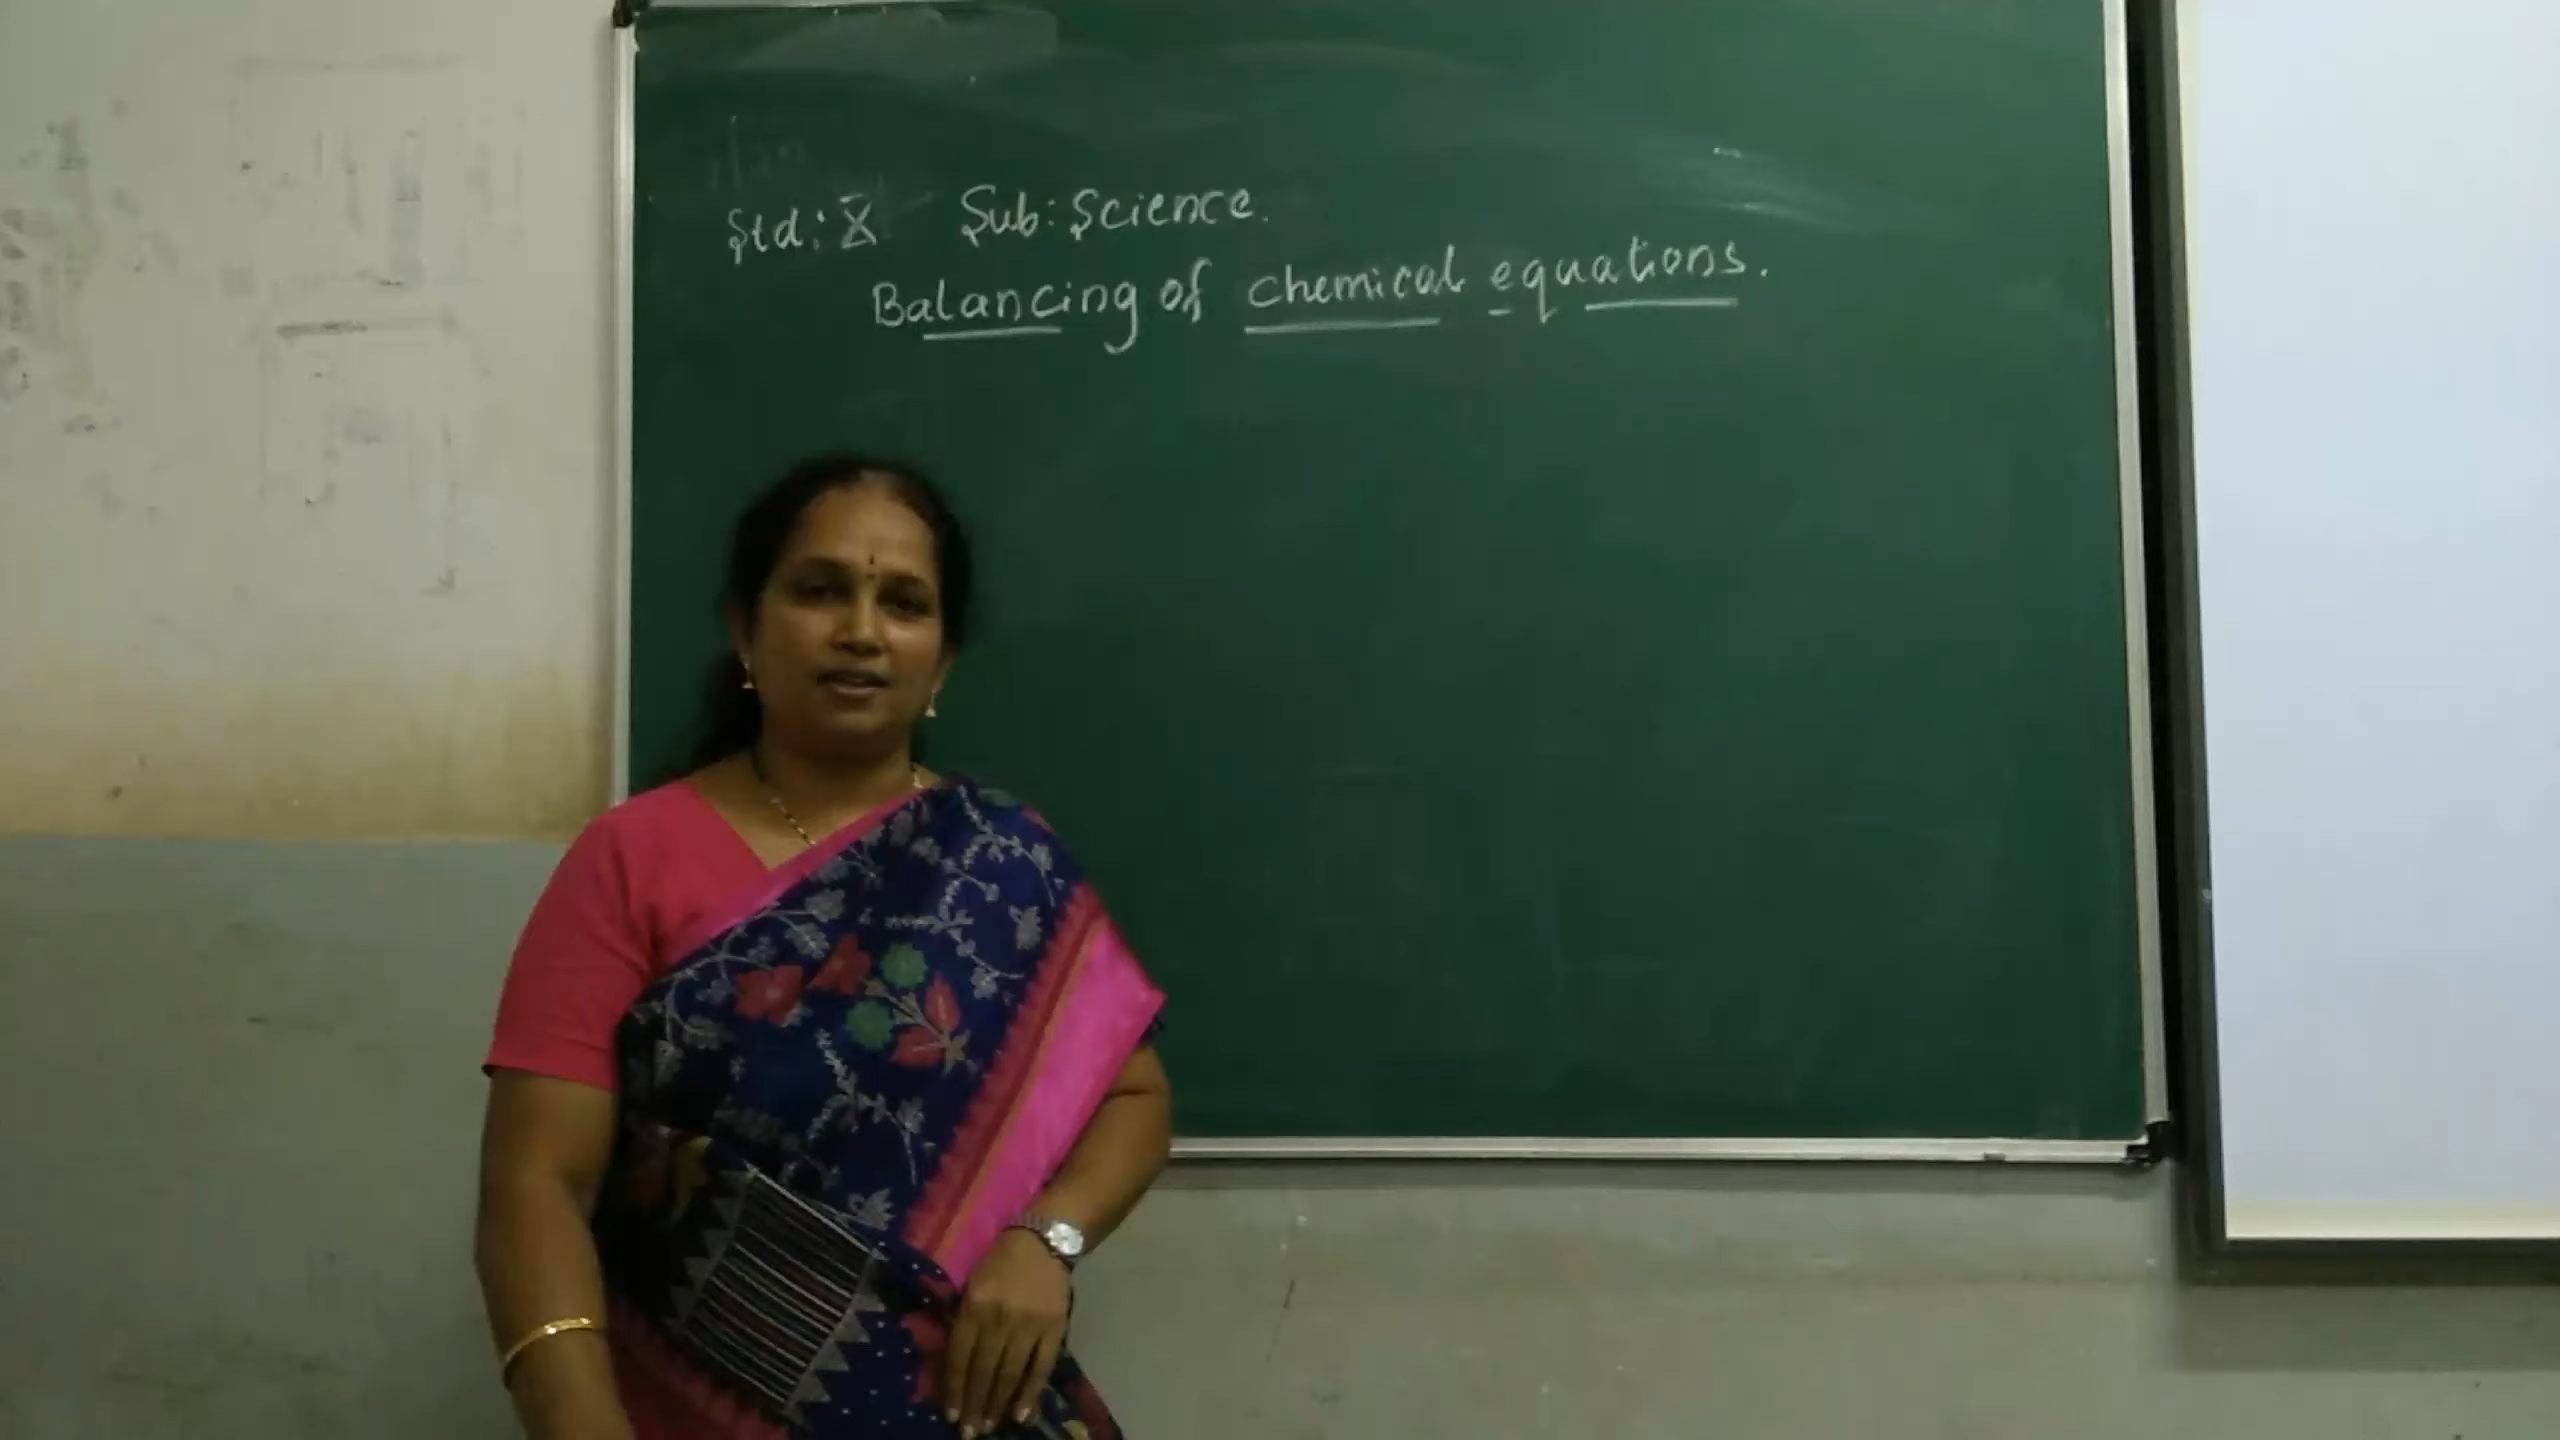 Std: X Sub: Science.
Balancing of chemical equations.